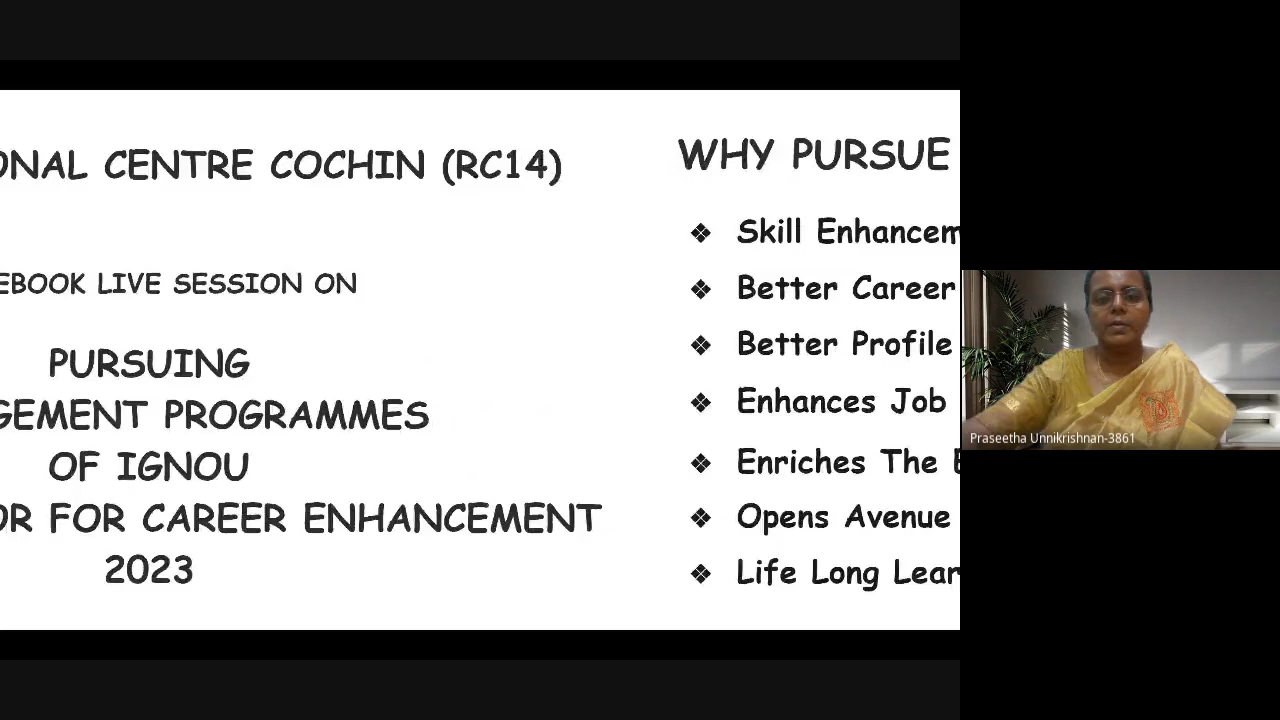 ONAL CENTRE COCHIN (RC14)
EBOOK LIVE SESSION ON
PURSUING
GEMENT PROGRAMMES
OF IGNOU
OR FOR CAREER ENHANCEMENT
2023
WHY PURSUE
❖ Skill Enhancem
❖ Better Career
❖ Better Profile
❖ Enhances Job
❖ Enriches The
❖ Opens Avenue
❖ Life Long Lear
Praseetha Unnikrishnan-3861